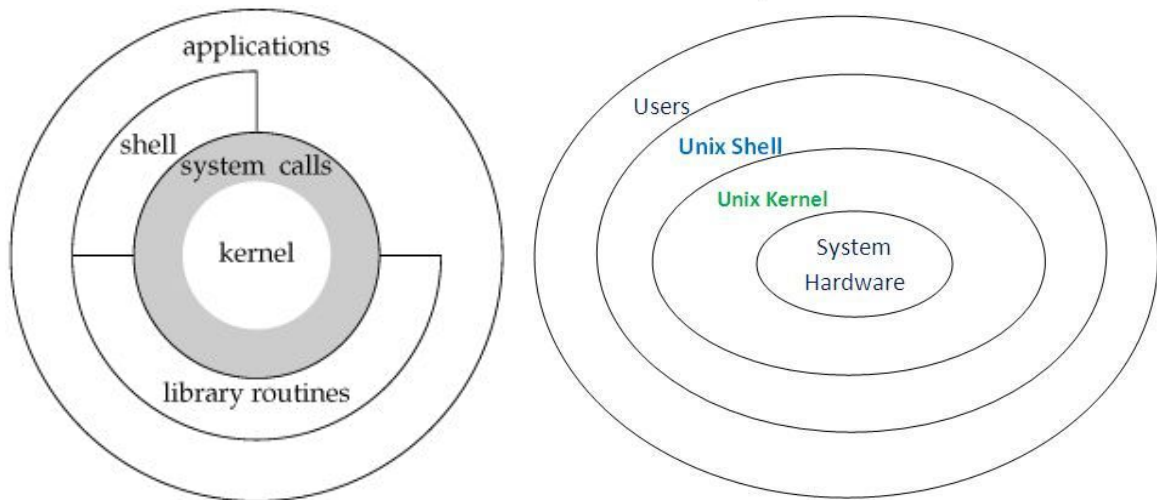 applications
shell
system calls
kernel
library routines
Users
Unix Shell
Unix Kernel
System
Hardware